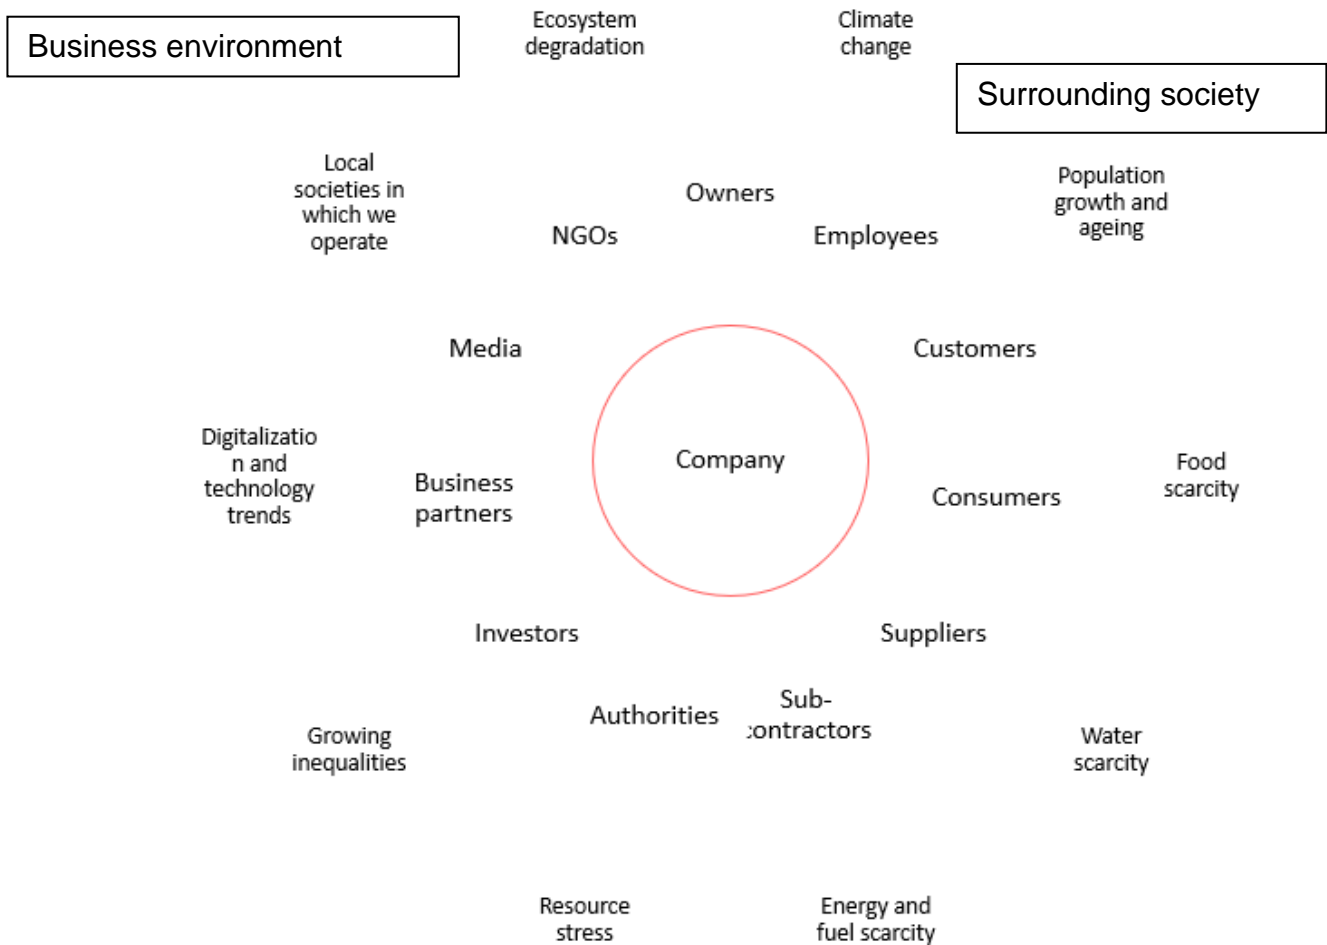 Ecosystem
degradation
Climate
change
Business environment
Surrounding society
Local
societies in
which we
operate
Owners
Population
growth and
ageing
NGOs
Employees
Media
Customers
Digitalizatio
n and
technology
trends
Business
partners
Company
Consumers
Food
scarcity
Investors
Suppliers
Authorities
Sub-
contractors
Growing
inequalities
Water
scarcity
Resource
stress
Energy and
fuel scarcity